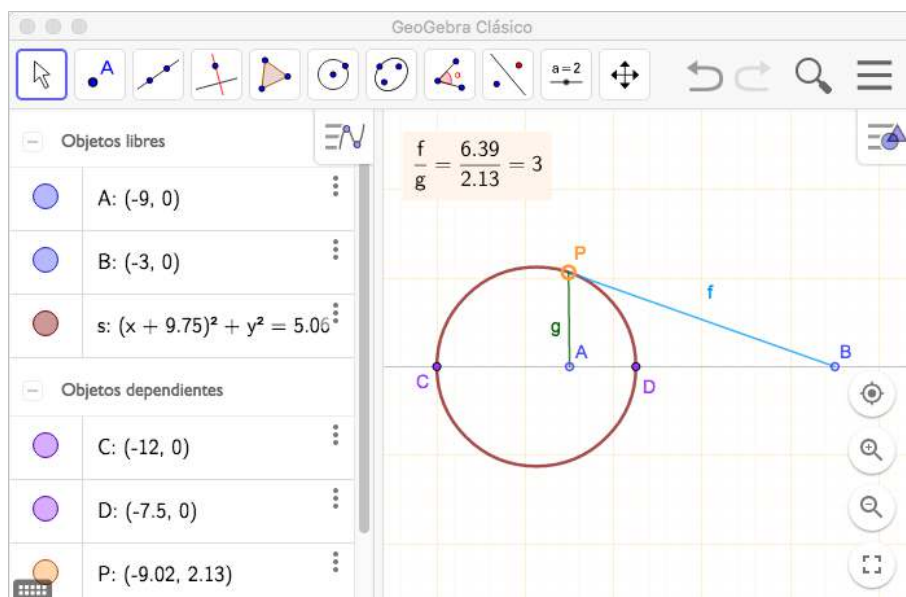 GeoGebra Clásico
A
α
a=2
Objetos libres
A: (-9, 0)
B: (-3, 0)
s: (x + 9.75)² + y² = 5.06
Objetos dependientes
C: (-12, 0)
D: (-7.5, 0)
P: (-9.02, 2.13)
f/g = 6.39/2.13 = 3
P
f
g
A
B
C
D